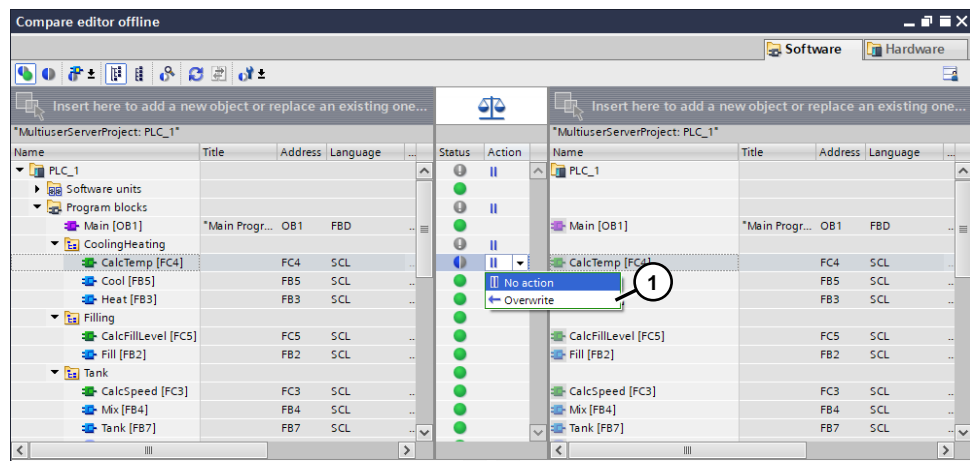 Compare editor offline
Software Hardware
Insert here to add a new object or replace an existing one... Insert here to add a new object or replace an existing one...
"MultiuserServerProject: PLC_1" "MultiuserServerProject: PLC_1"
Name Title Address Language ... Status Action Name Title Address Language ...
PLC_1 PLC_1
Software units
Program blocks
Main [OB1] "Main Progr... OB1 FBD ... Main [OB1] "Main Progr... OB1 FBD ...
CoolingHeating
CalcTemp [FC4] FC4 SCL ... CalcTemp [FC4] FC4 SCL ...
Cool [FB5] FB5 SCL ... No action 1 FB5 SCL ...
Heat [FB3] FB3 SCL ... Overwrite FB3 SCL ...
Filling
CalcFillLevel [FC5] FC5 SCL ... CalcFillLevel [FC5] FC5 SCL ...
Fill [FB2] FB2 SCL ... Fill [FB2] FB2 SCL ...
Tank
CalcSpeed [FC3] FC3 SCL ... CalcSpeed [FC3] FC3 SCL ...
Mix [FB4] FB4 SCL ... Mix [FB4] FB4 SCL ...
Tank [FB7] FB7 SCL ... Tank [FB7] FB7 SCL ...